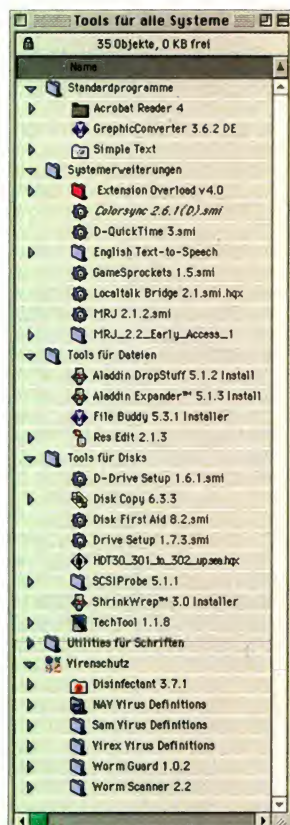 Tools für alle Systeme
35 Objekte, 0 KB frei
Name
Standardprogramme
Acrobat Reader 4
GraphicConverter 3.6.2 DE
Simple Text
Systemerweiterungen
Extension Overload v4.0
Colorsync 2.6.1(D).smi
D-QuickTime 3.smi
English Text-to-Speech
GameSprockets 1.5.smi
Localtalk Bridge 2.1.smi.hqx
MRJ 2.1.2.smi
MRJ_2.2_Early_Access_1
Tools für Dateien
Aladdin DropStuff 5.1.2 Install
Aladdin Expander™ 5.1.3 Install
File Buddy 5.3.1 Installer
Res Edit 2.1.3
Tools für Disks
D-Drive Setup 1.6.1.smi
Disk Copy 6.3.3
Disk First Aid 8.2.smi
Drive Setup 1.7.3.smi
HDT30_301_to_302_up.sea.hqx
SCSIProbe 5.1.1
ShrinkWrap™ 3.0 Installer
TechTool 1.1.8
Utilities für Schriften
Virenschutz
Disinfectant 3.7.1
NAV Virus Definitions
Sam Virus Definitions
Virex Virus Definitions
Worm Guard 1.0.2
Worm Scanner 2.2